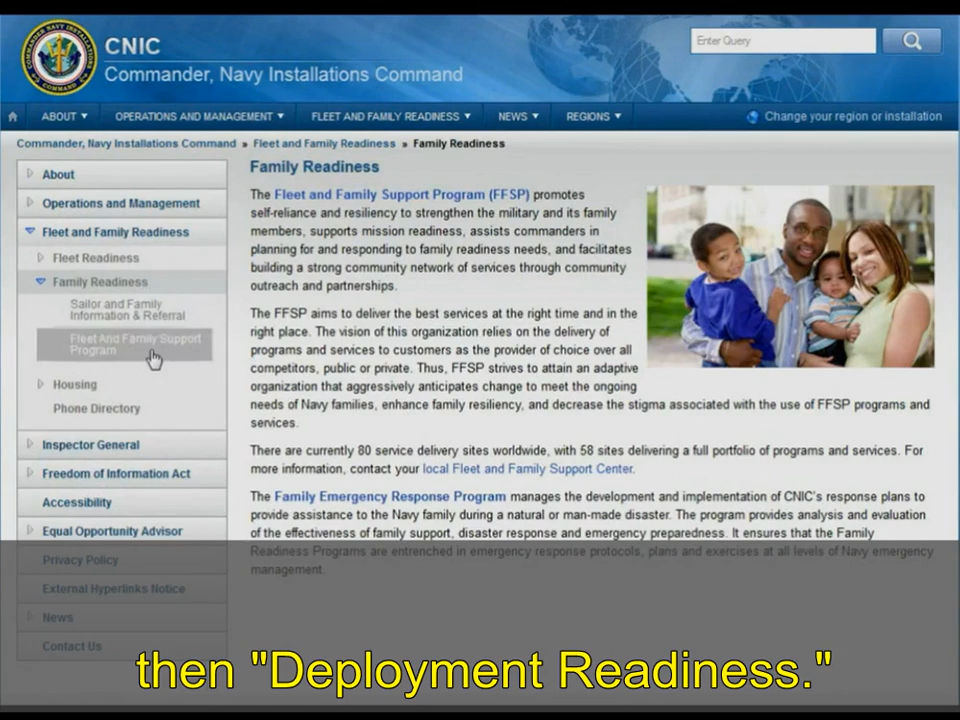 CNIC
Commander, Navy Installations Command
Enter Query
ABOUT ▼ OPERATIONS AND MANAGEMENT ▼ FLEET AND FAMILY READINESS ▼ NEWS ▼ REGIONS ▼ Change your region or installation
Commander, Navy Installations Command » Fleet and Family Readiness » Family Readiness
About
Operations and Management
Fleet and Family Readiness
Fleet Readiness
Family Readiness
Sailor and Family
Information & Referral
Fleet And Family Support
Program
Housing
Phone Directory
Inspector General
Freedom of Information Act
Accessibility
Equal Opportunity Advisor
Privacy Policy
External Hyperlinks Notice
News
Contact Us
Family Readiness
The Fleet and Family Support Program (FFSP) promotes
self-reliance and resiliency to strengthen the military and its family
members, supports mission readiness, assists commanders in
planning for and responding to family readiness needs, and facilitates
building a strong community network of services through community
outreach and partnerships.
The FFSP aims to deliver the best services at the right time and in the
right place. The vision of this organization relies on the delivery of
programs and services to customers as the provider of choice over all
competitors, public or private. Thus, FFSP strives to attain an adaptive
organization that aggressively anticipates change to meet the ongoing
needs of Navy families, enhance family resiliency, and decrease the stigma associated with the use of FFSP programs and
services.
There are currently 80 service delivery sites worldwide, with 58 sites delivering a full portfolio of programs and services. For
more information, contact your local Fleet and Family Support Center.
The Family Emergency Response Program manages the development and implementation of CNIC's response plans to
provide assistance to the Navy family during a natural or man-made disaster. The program provides analysis and evaluation
of the effectiveness of family support, disaster response and emergency preparedness. It ensures that the Family
Readiness Programs are entrenched in emergency response protocols, plans and exercises at all levels of Navy emergency
management.
then "Deployment Readiness."